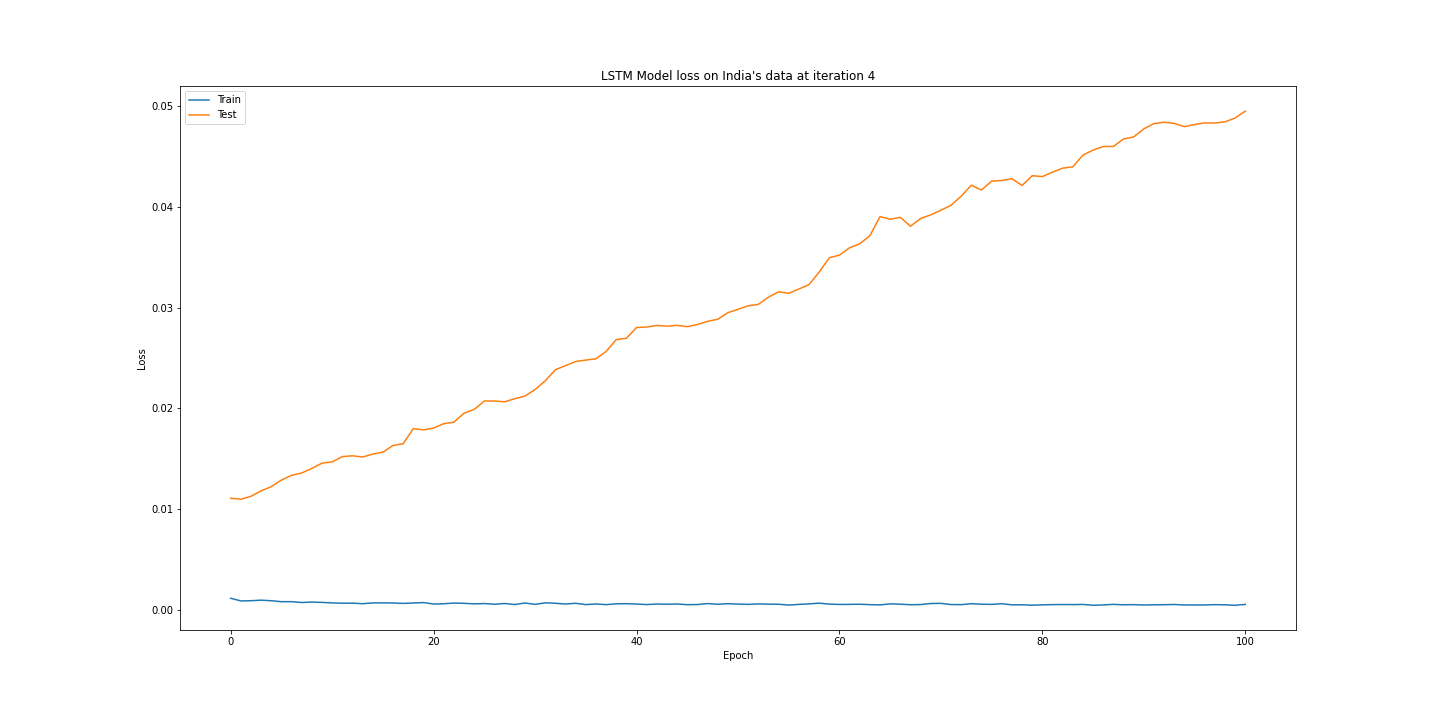 LSTM Model loss on India's data at iteration 4
Train
Test
0.05
0.04
0.03
0.02
0.01
0.00
Loss
0 20 40 60 80 100
Epoch